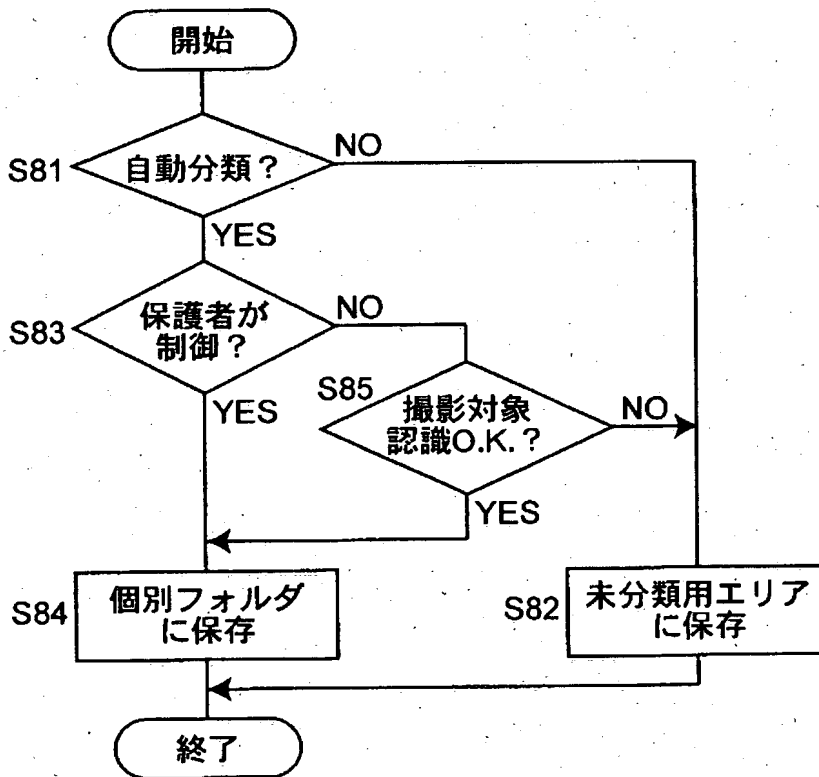 開始
S81
自動分類？
NO
YES
S83
保護者が
制御？
NO
YES
S85
撮影対象
認識O.K.？
NO
YES
S84
個別フォルダ
に保存
S82
未分類用エリア
に保存
終了